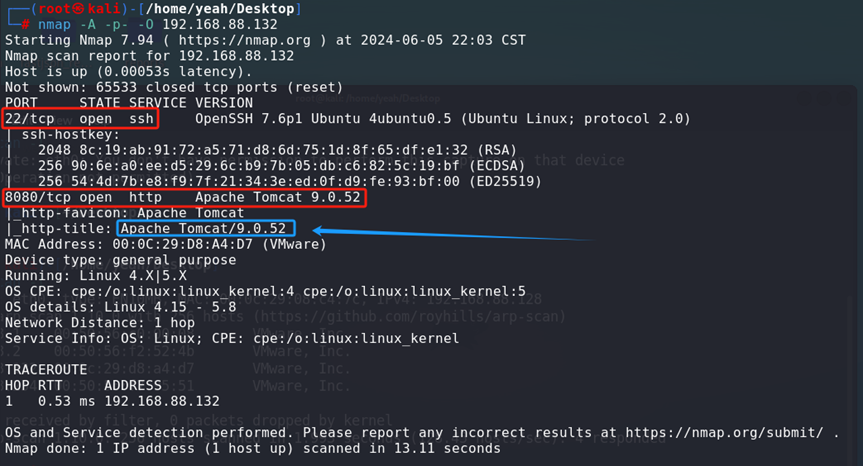 ┌──(root㉿kali)-[/home/yeah/Desktop]
└─# nmap -A -p- -O 192.168.88.132
Starting Nmap 7.94 ( https://nmap.org ) at 2024-06-05 22:03 CST
Nmap scan report for 192.168.88.132
Host is up (0.00053s latency).
Not shown: 65533 closed tcp ports (reset)
PORT     STATE SERVICE VERSION
22/tcp   open  ssh     OpenSSH 7.6p1 Ubuntu 4ubuntu0.5 (Ubuntu Linux; protocol 2.0)
| ssh-hostkey:
|   2048 8c:19:ab:91:72:a5:71:d8:6d:75:1d:8f:65:df:e1:32 (RSA)
|   256 90:6e:a0:ee:d5:29:6c:b9:7b:05:db:c6:82:5c:19:bf (ECDSA)
|   256 54:4d:7b:e8:f9:7f:21:34:3e:ed:0f:d9:fe:93:bf:00 (ED25519)
8080/tcp open  http    Apache Tomcat 9.0.52
|_http-favicon: Apache Tomcat
|_http-title: Apache Tomcat/9.0.52
MAC Address: 00:0C:29:D8:A4:D7 (VMware)
Device type: general purpose
Running: Linux 4.X|5.X
OS CPE: cpe:/o:linux:linux_kernel:4 cpe:/o:linux:linux_kernel:5
OS details: Linux 4.15 - 5.8
Network Distance: 1 hop
Service Info: OS: Linux; CPE: cpe:/o:linux:linux_kernel
TRACEROUTE
HOP RTT     ADDRESS
1   0.53 ms 192.168.88.132
OS and Service detection performed. Please report any incorrect results at https://nmap.org/submit/ .
Nmap done: 1 IP address (1 host up) scanned in 13.11 seconds